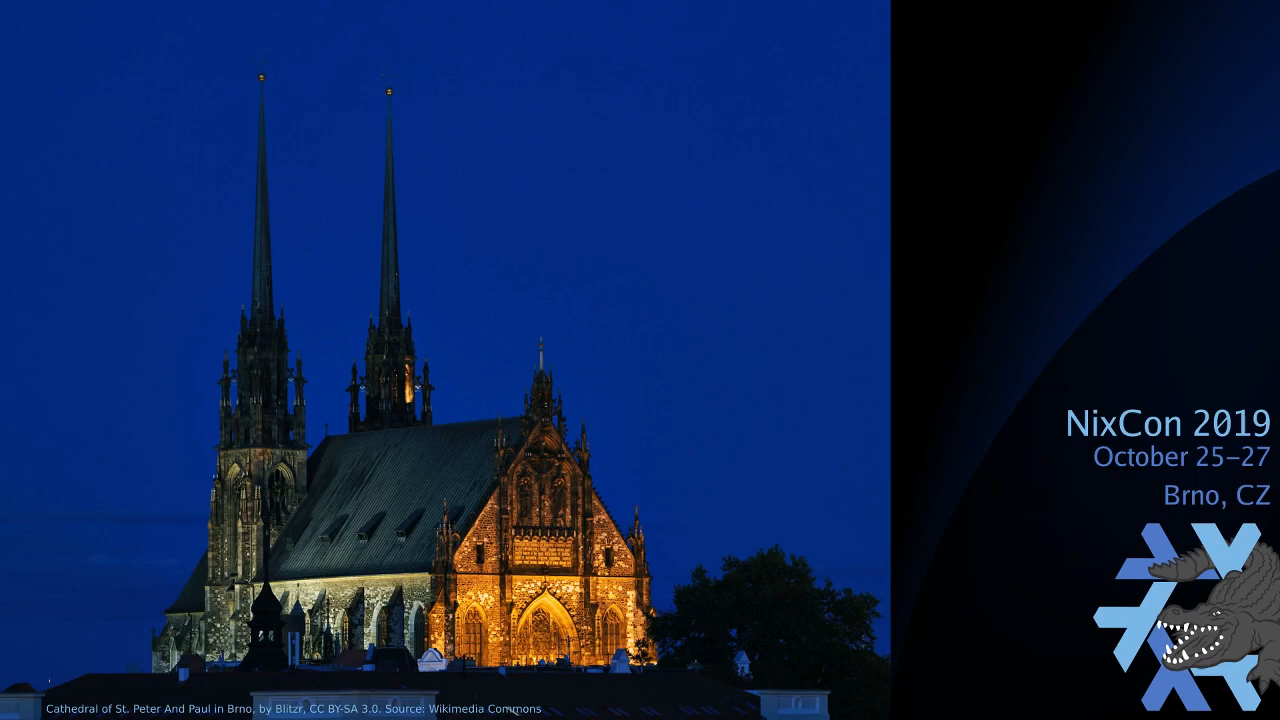 NixCon 2019
October 25–27
Brno, CZ
Cathedral of St. Peter And Paul in Brno, by Blitzr, CC BY-SA 3.0. Source: Wikimedia Commons